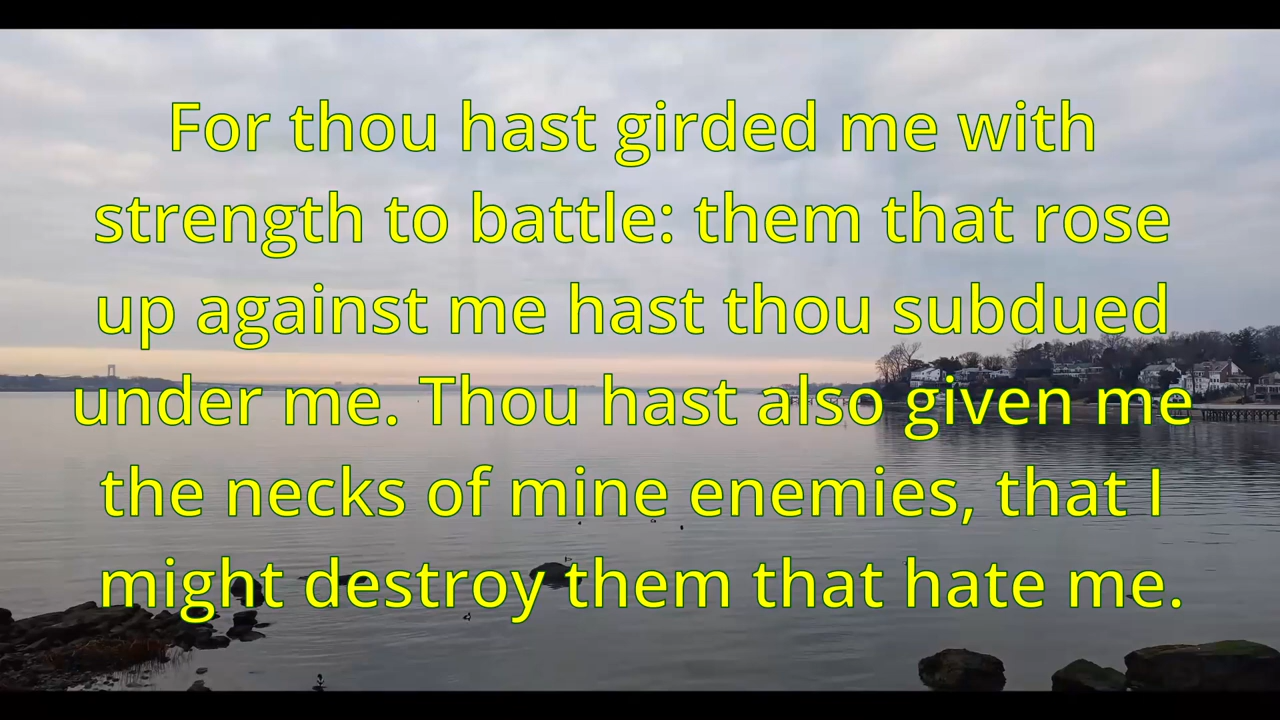 For thou hast girded me with
strength to battle: them that rose
up against me hast thou subdued
under me. Thou hast also given me
the necks of mine enemies, that I
might destroy them that hate me.